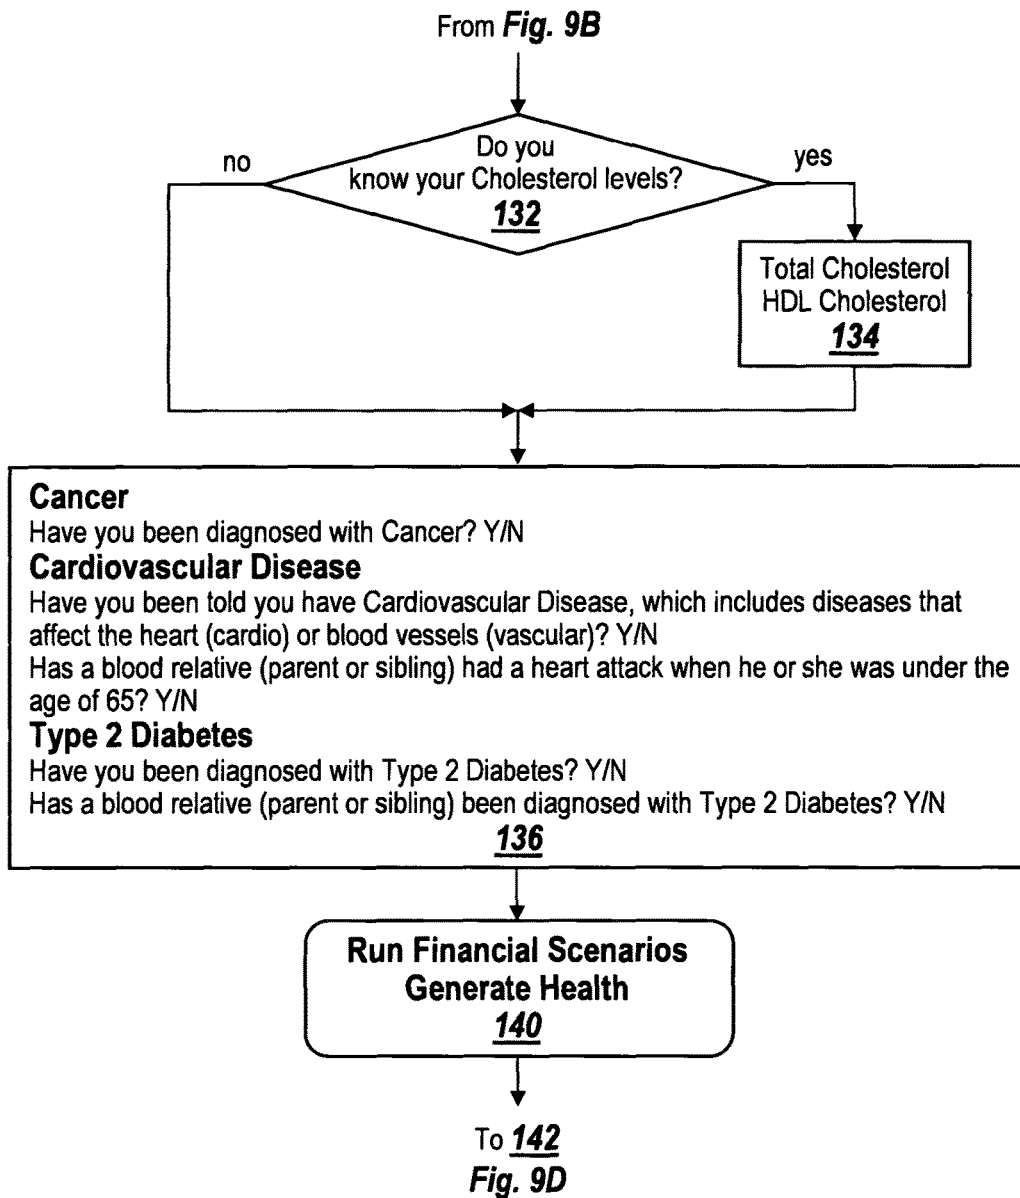 From Fig. 9B
Do you
know your Cholesterol levels?
132
no
yes
Total Cholesterol
HDL Cholesterol
134
Cancer
Have you been diagnosed with Cancer? Y/N
Cardiovascular Disease
Have you been told you have Cardiovascular Disease, which includes diseases that
affect the heart (cardio) or blood vessels (vascular)? Y/N
Has a blood relative (parent or sibling) had a heart attack when he or she was under the
age of 65? Y/N
Type 2 Diabetes
Have you been diagnosed with Type 2 Diabetes? Y/N
Has a blood relative (parent or sibling) been diagnosed with Type 2 Diabetes? Y/N
136
Run Financial Scenarios
Generate Health
140
To 142
Fig. 9D